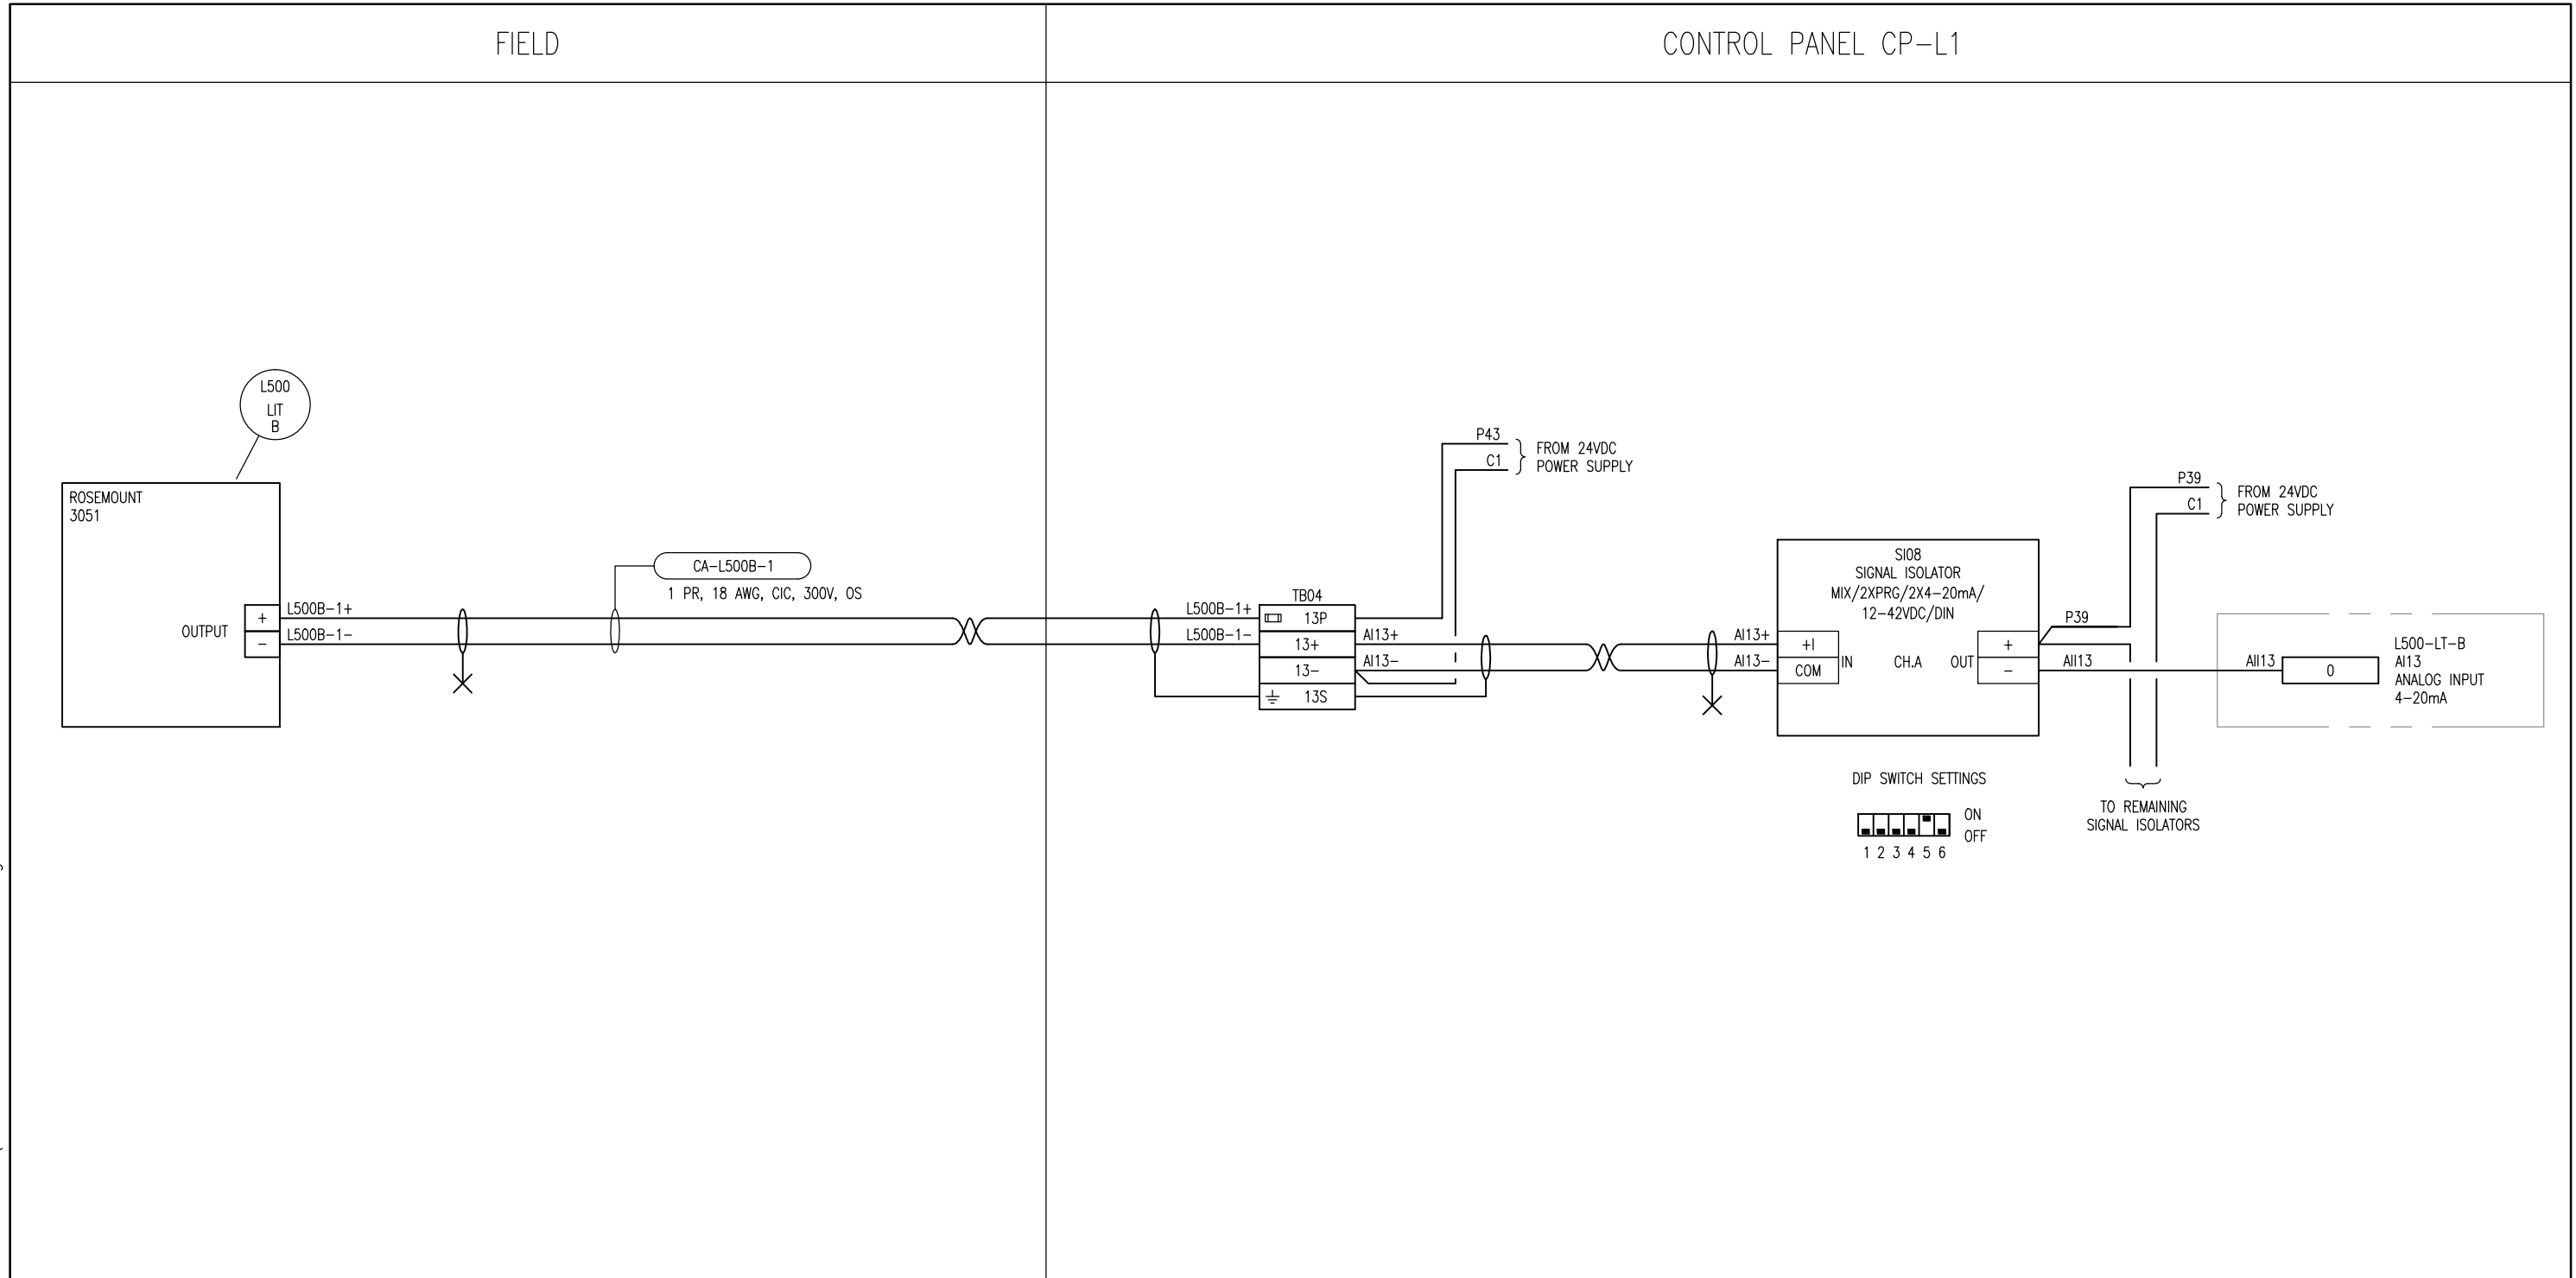 FIELD
CONTROL PANEL CP-L1
L500
LIT
B
ROSEMOUNT
3051
OUTPUT
+
-
L500B-1+
L500B-1-
CA-L500B-1
1 PR, 18 AWG, CIC, 300V, OS
L500B-1+
L500B-1-
TB04
13P
13+
13-
13S
AI13+
AI13-
P43
C1
FROM 24VDC
POWER SUPPLY
AI13+
AI13-
SI08
SIGNAL ISOLATOR
MIX/2XPRG/2X4-20mA/
12-42VDC/DIN
+I
COM
IN
CH.A
OUT
+
-
P39
C1
FROM 24VDC
POWER SUPPLY
P39
AII13
AII13
0
L500-LT-B
AI13
ANALOG INPUT
4-20mA
DIP SWITCH SETTINGS
ON
OFF
1 2 3 4 5 6
TO REMAINING
SIGNAL ISOLATORS